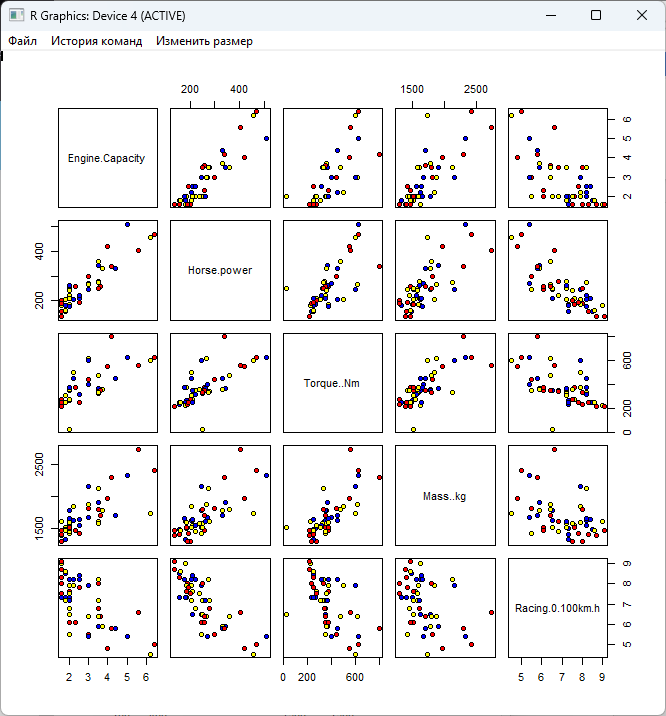 R Graphics: Device 4 (ACTIVE)
Файл История команд Изменить размер
200 400 1500 2500
Engine.Capacity
2 3 4 5 6
200 400
Horse.power
Torque..Nm
0 200 600
1500 2500
Mass..kg
Racing.0.100km.h
5 6 7 8 9
2 3 4 5 6 0 200 600 5 6 7 8 9